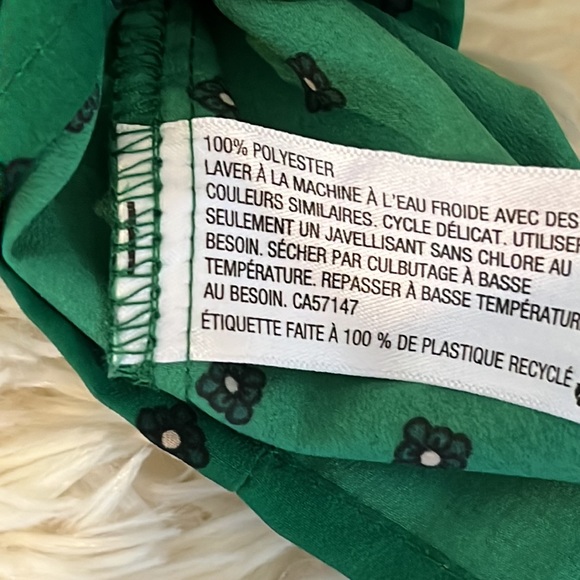 100% POLYESTER
LAVER À LA MACHINE À L'EAU FROIDE AVEC DES
COULEURS SIMILAIRES. CYCLE DÉLICAT. UTILISER
SEULEMENT UN JAVELLISANT SANS CHLORE AU
BESOIN. SÉCHER PAR CULBUTAGE À BASSE
TEMPÉRATURE. REPASSER À BASSE TEMPÉRATUR
AU BESOIN. CA57147
ÉTIQUETTE FAITE À 100 % DE PLASTIQUE RECYCLÉ